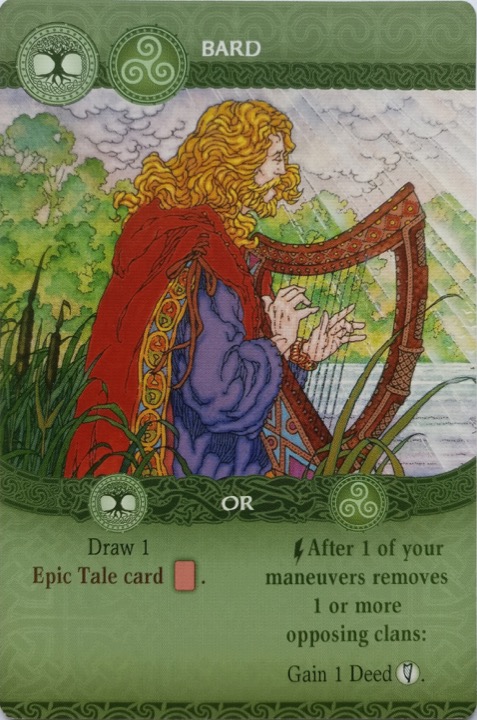 BARD
OR
Draw 1
Epic Tale card .
After 1 of your
maneuvers removes
1 or more
opposing clans:
Gain 1 Deed .